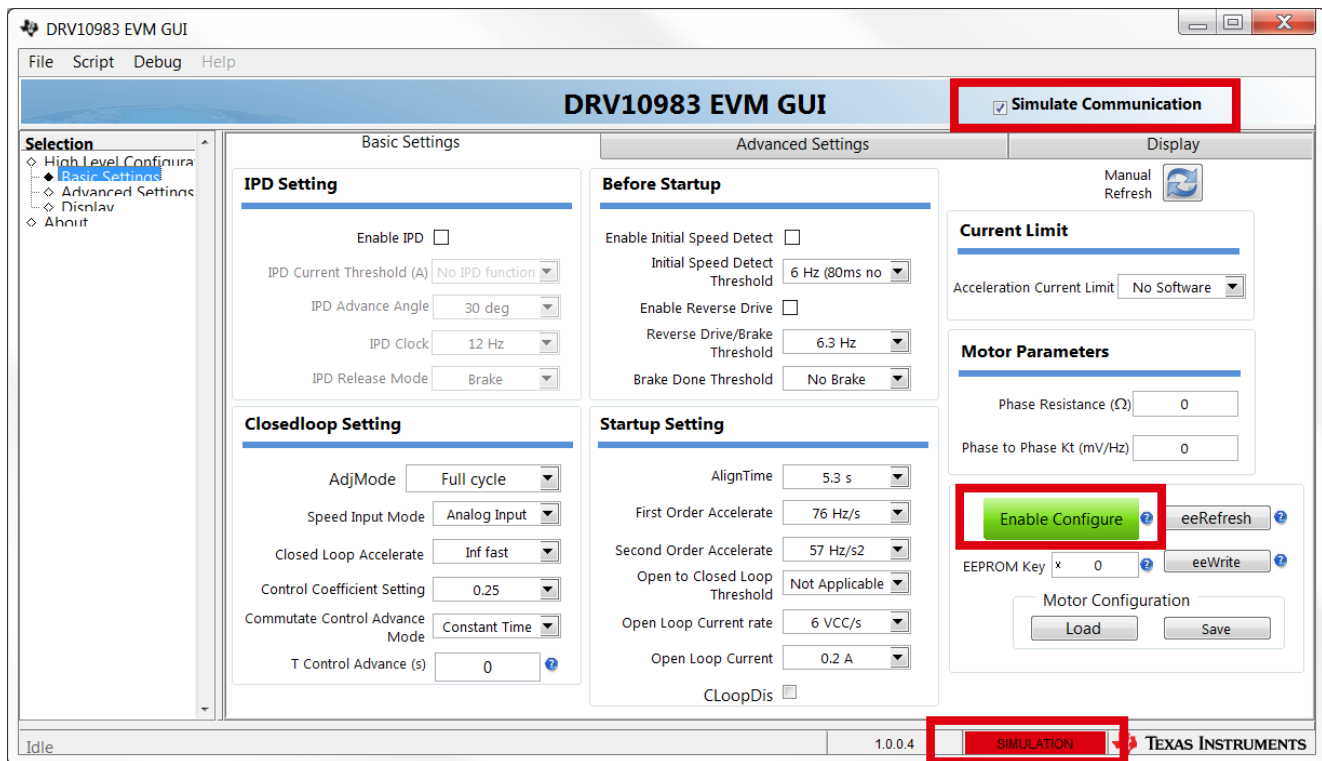 DRV10983 EVM GUI
File Script Debug Help
DRV10983 EVM GUI
Simulate Communication
Selection
High Level Configura
Basic Settings
Advanced Settings
Display
About
Basic Settings
Advanced Settings
Display
Manual
Refresh
IPD Setting
Enable IPD
IPD Current Threshold (A) No IPD function
IPD Advance Angle 30 deg
IPD Clock 12 Hz
IPD Release Mode Brake
Before Startup
Enable Initial Speed Detect
Initial Speed Detect
Threshold 6 Hz (80ms no
Enable Reverse Drive
Reverse Drive/Brake
Threshold 6.3 Hz
Brake Done Threshold No Brake
Current Limit
Acceleration Current Limit No Software
Motor Parameters
Phase Resistance (Ω) 0
Phase to Phase Kt (mV/Hz) 0
Closedloop Setting
AdjMode Full cycle
Speed Input Mode Analog Input
Closed Loop Accelerate Inf fast
Control Coefficient Setting 0.25
Commutate Control Advance
Mode Constant Time
T Control Advance (s) 0 ?
Startup Setting
AlignTime 5.3 s
First Order Accelerate 76 Hz/s
Second Order Accelerate 57 Hz/s2
Open to Closed Loop
Threshold Not Applicable
Open Loop Current rate 6 VCC/s
Open Loop Current 0.2 A
CLoopDis
Enable Configure ? eeRefresh ?
EEPROM Key x 0 ? eeWrite ?
Motor Configuration
Load Save
Idle 1.0.0.4 SIMULATION TEXAS INSTRUMENTS